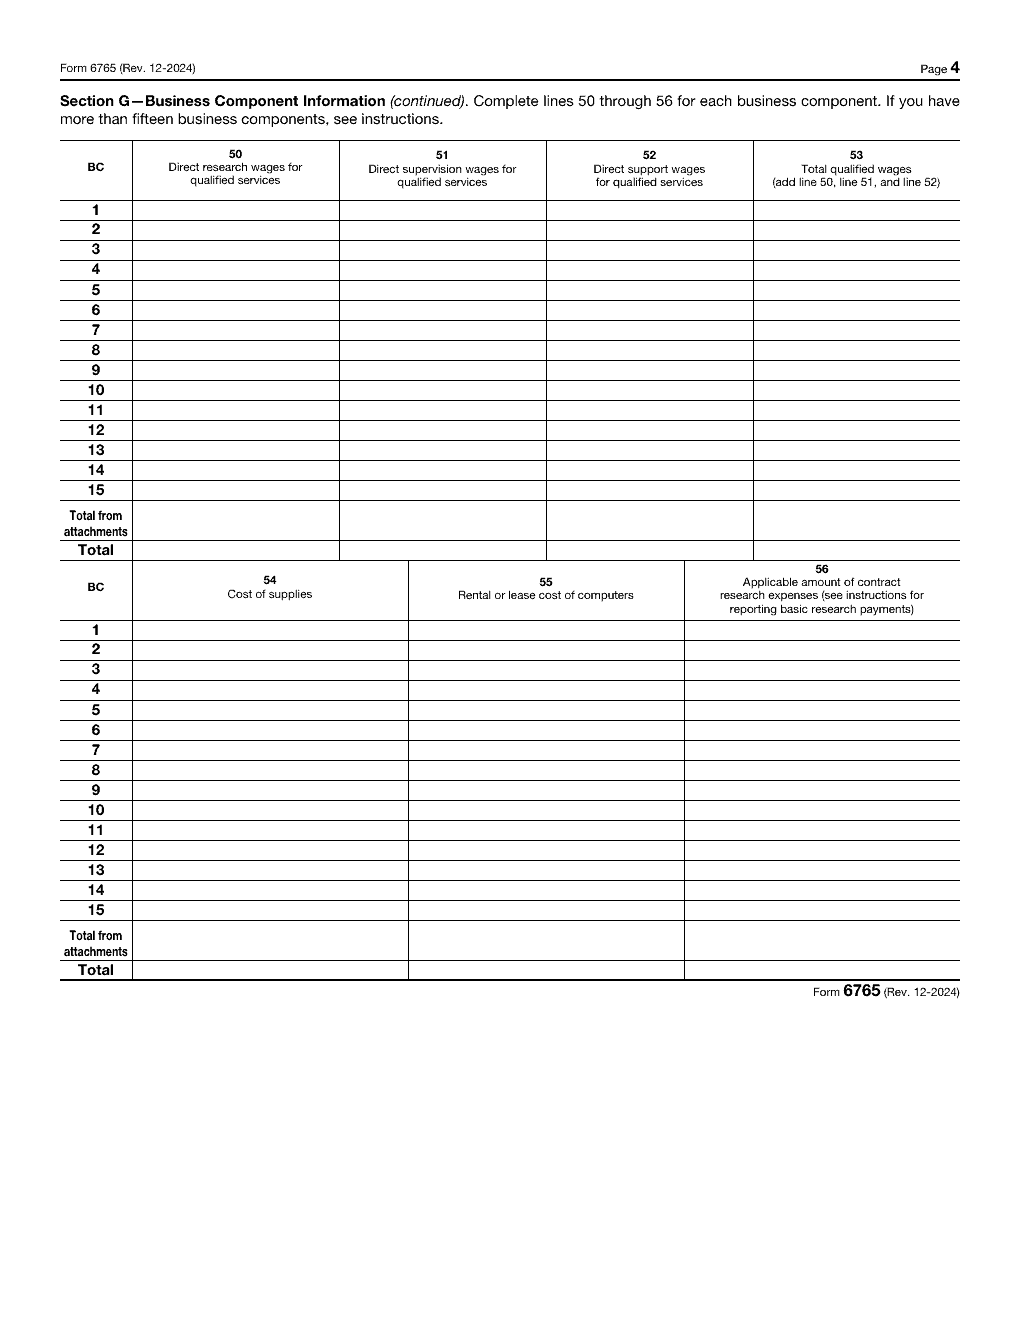 Form 6765 (Rev. 12-2024) Page 4
Section G—Business Component Information (continued). Complete lines 50 through 56 for each business component. If you have
more than fifteen business components, see instructions.
BC
50
Direct research wages for
qualified services
51
Direct supervision wages for
qualified services
52
Direct support wages
for qualified services
53
Total qualified wages
(add line 50, line 51, and line 52)
1
2
3
4
5
6
7
8
9
10
11
12
13
14
15
Total from
attachments
Total
BC
54
Cost of supplies
55
Rental or lease cost of computers
56
Applicable amount of contract
research expenses (see instructions for
reporting basic research payments)
1
2
3
4
5
6
7
8
9
10
11
12
13
14
15
Total from
attachments
Total
Form 6765 (Rev. 12-2024)